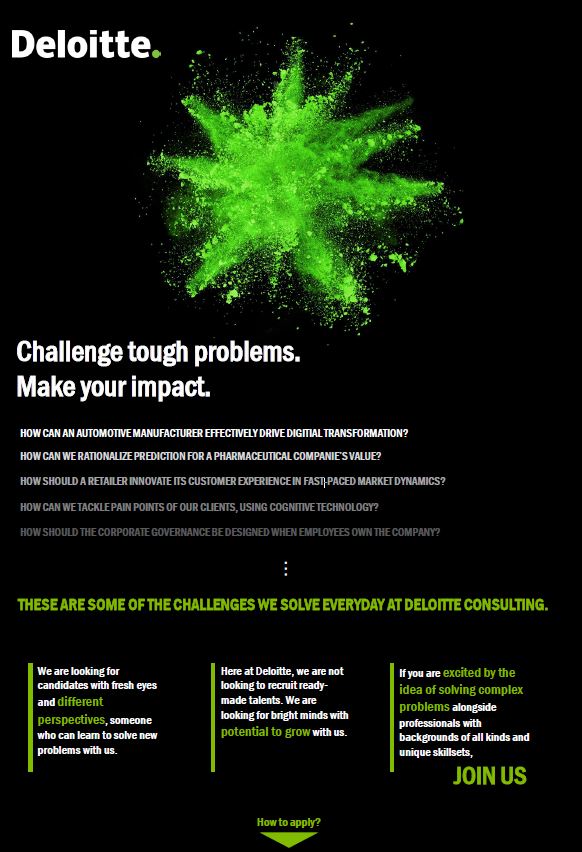 Deloitte.
Challenge tough problems.
Make your impact.
HOW CAN AN AUTOMOTIVE MANUFACTURER EFFECTIVELY DRIVE DIGITIAL TRANSFORMATION?
HOW CAN WE RATIONALIZE PREDICTION FOR A PHARMACEUTICAL COMPANIE'S VALUE?
HOW SHOULD A RETAILER INNOVATE ITS CUSTOMER EXPERIENCE IN FAST-PACED MARKET DYNAMICS?
HOW CAN WE TACKLE PAIN POINTS OF OUR CLIENTS, USING COGNITIVE TECHNOLOGY?
HOW SHOULD THE CORPORATE GOVERNANCE BE DESIGNED WHEN EMPLOYEES OWN THE COMPANY?
⋮
THESE ARE SOME OF THE CHALLENGES WE SOLVE EVERYDAY AT DELOITTE CONSULTING.
We are looking for
candidates with fresh eyes
and different
perspectives, someone
who can learn to solve new
problems with us.
Here at Deloitte, we are not
looking to recruit ready-
made talents. We are
looking for bright minds with
potential to grow with us.
If you are excited by the
idea of solving complex
problems alongside
professionals with
backgrounds of all kinds and
unique skillsets,
JOIN US
How to apply?